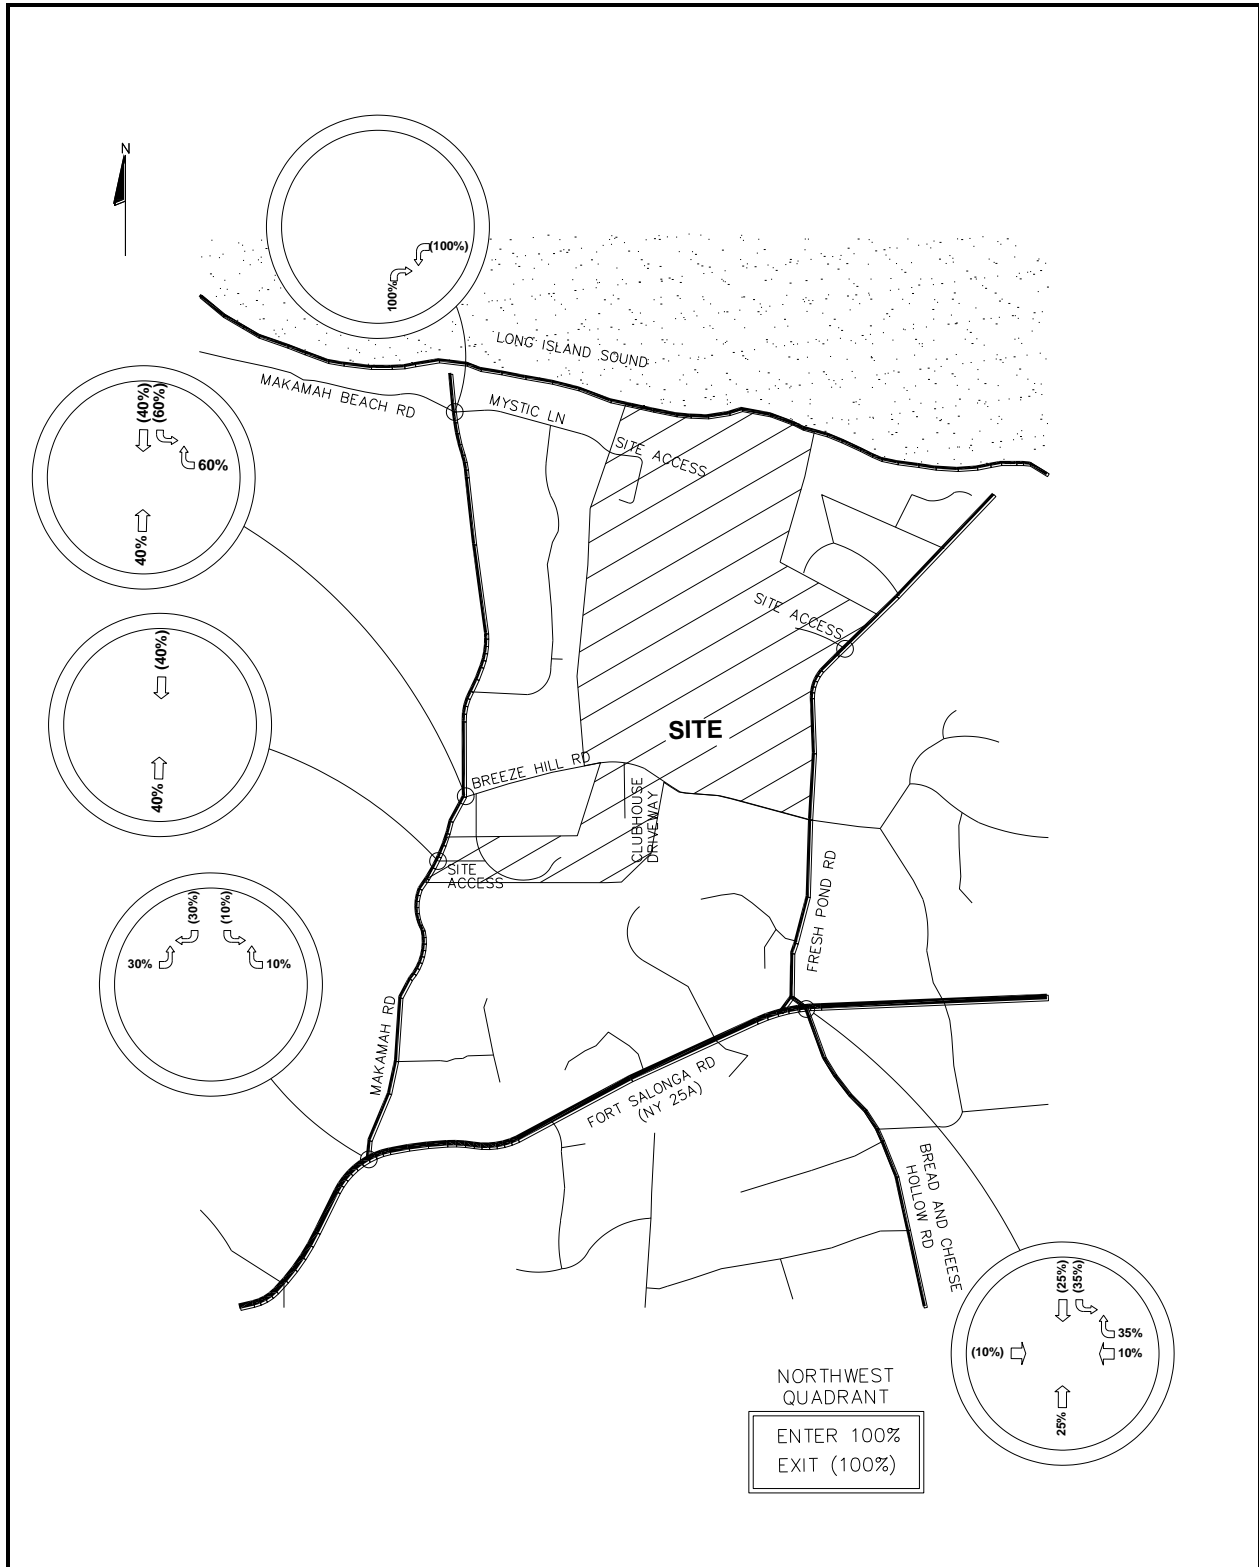 N
(100%)
100%
LONG ISLAND SOUND
MAKAMAH BEACH RD
MYSTIC LN
SITE ACCESS
(40%)
(60%)
60%
40%
SITE ACCESS
(40%)
40%
SITE
BREEZE HILL RD
CLUBHOUSE
DRIVEWAY
SITE
ACCESS
FRESH POND RD
(30%)
(10%)
30%
10%
MAKAMAH RD
FORT SALONGA RD
(NY 25A)
BREAD AND CHEESE
HOLLOW RD
(25%)
(35%)
35%
(10%)
10%
25%
NORTHWEST
QUADRANT
ENTER 100%
EXIT (100%)